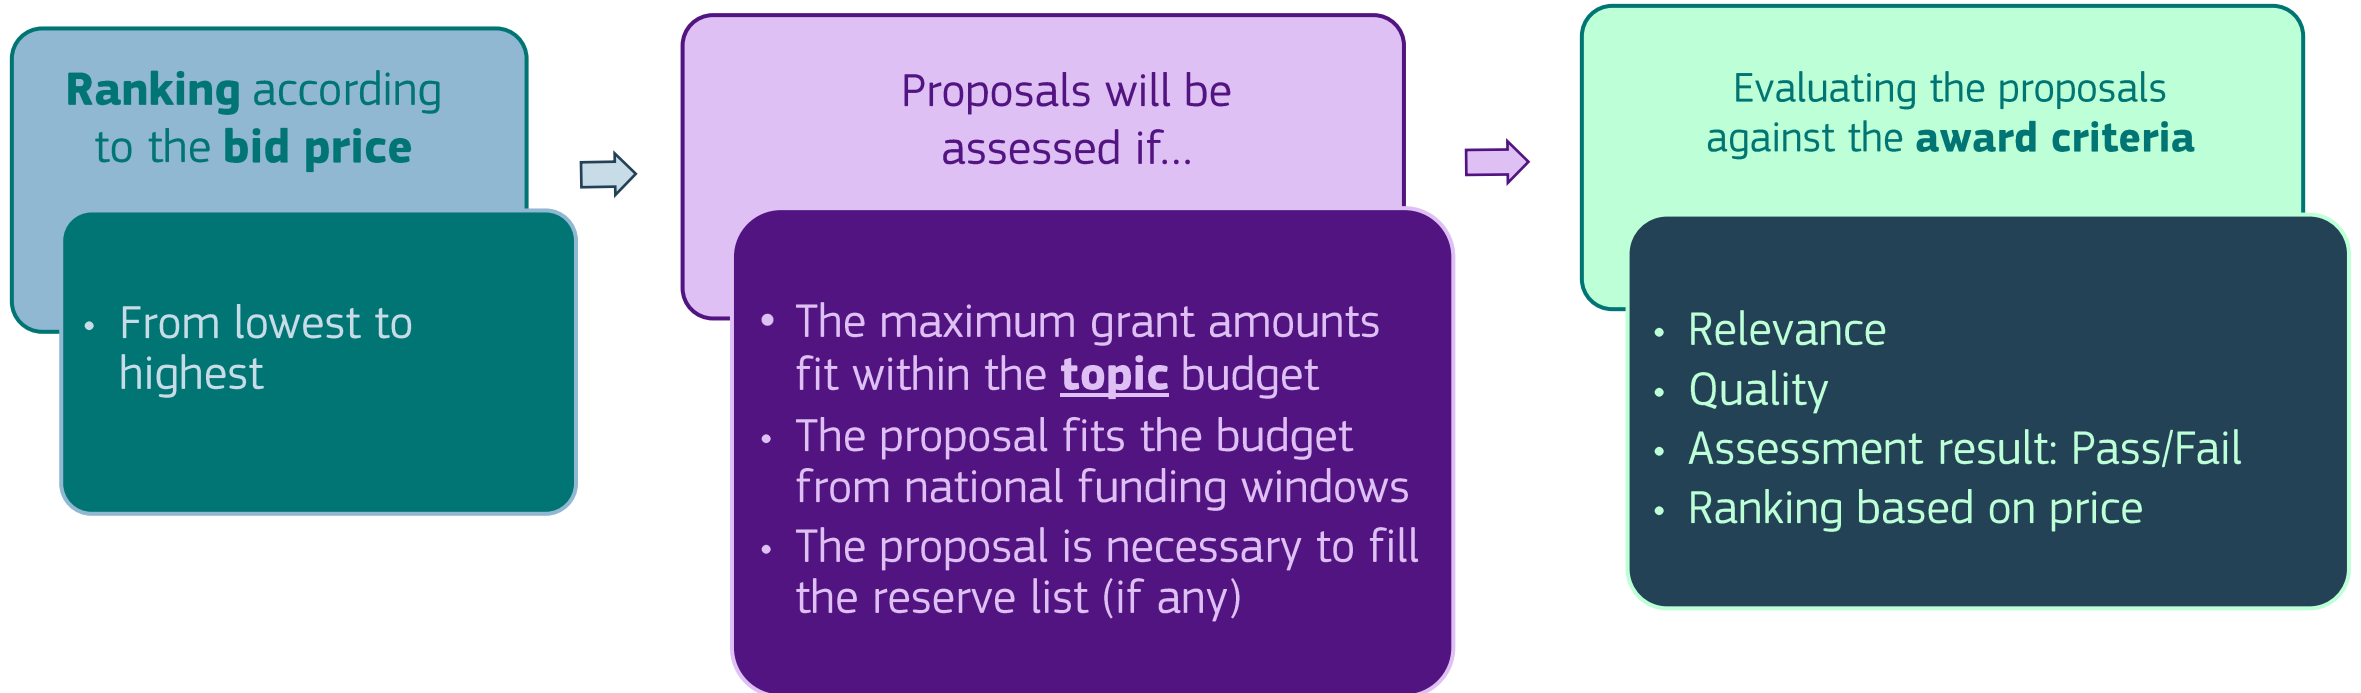 Ranking according
to the bid price
• From lowest to
highest
Proposals will be
assessed if...
• The maximum grant amounts
fit within the topic budget
• The proposal fits the budget
from national funding windows
• The proposal is necessary to fill
the reserve list (if any)
Evaluating the proposals
against the award criteria
• Relevance
• Quality
• Assessment result: Pass/Fail
• Ranking based on price